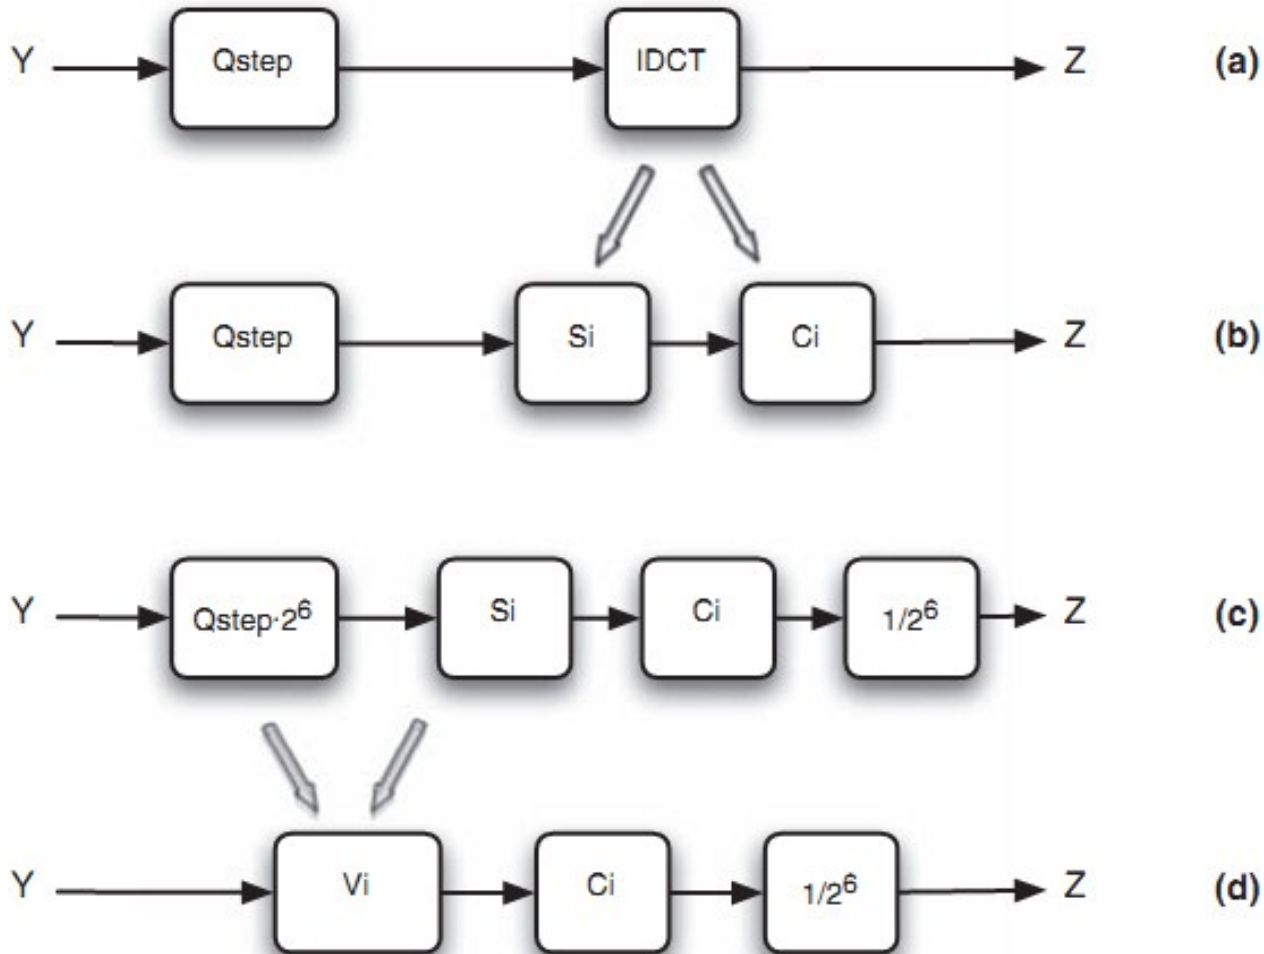 Y Qstep IDCT Z (a)
Y Qstep Si Ci Z (b)
Y Qstep·2⁶ Si Ci 1/2⁶ Z (c)
Y Vi Ci 1/2⁶ Z (d)